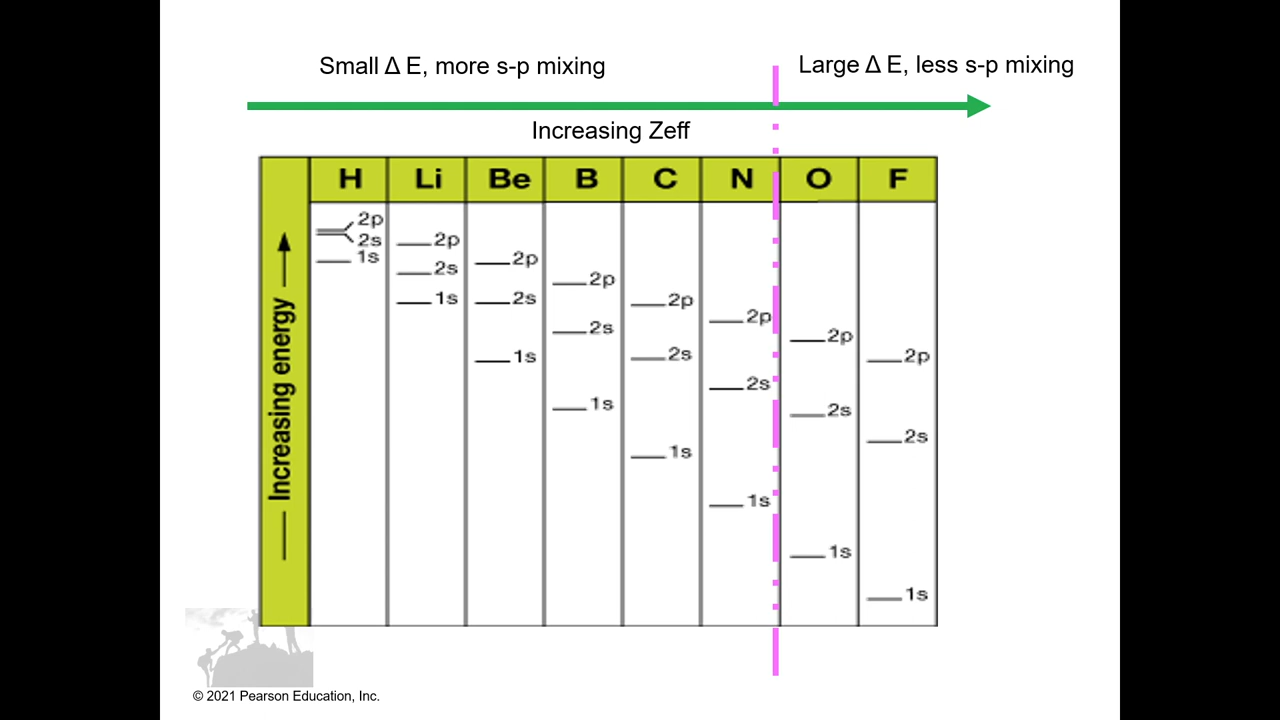 Small Δ E, more s-p mixing
Large Δ E, less s-p mixing
Increasing Zeff
H Li Be B C N O F
Increasing energy
2p
2s
1s
2p
2s
1s
2p
2s
1s
2p
2s
1s
2p
2s
1s
2p
2s
1s
2p
2s
1s
2p
2s
1s
© 2021 Pearson Education, Inc.